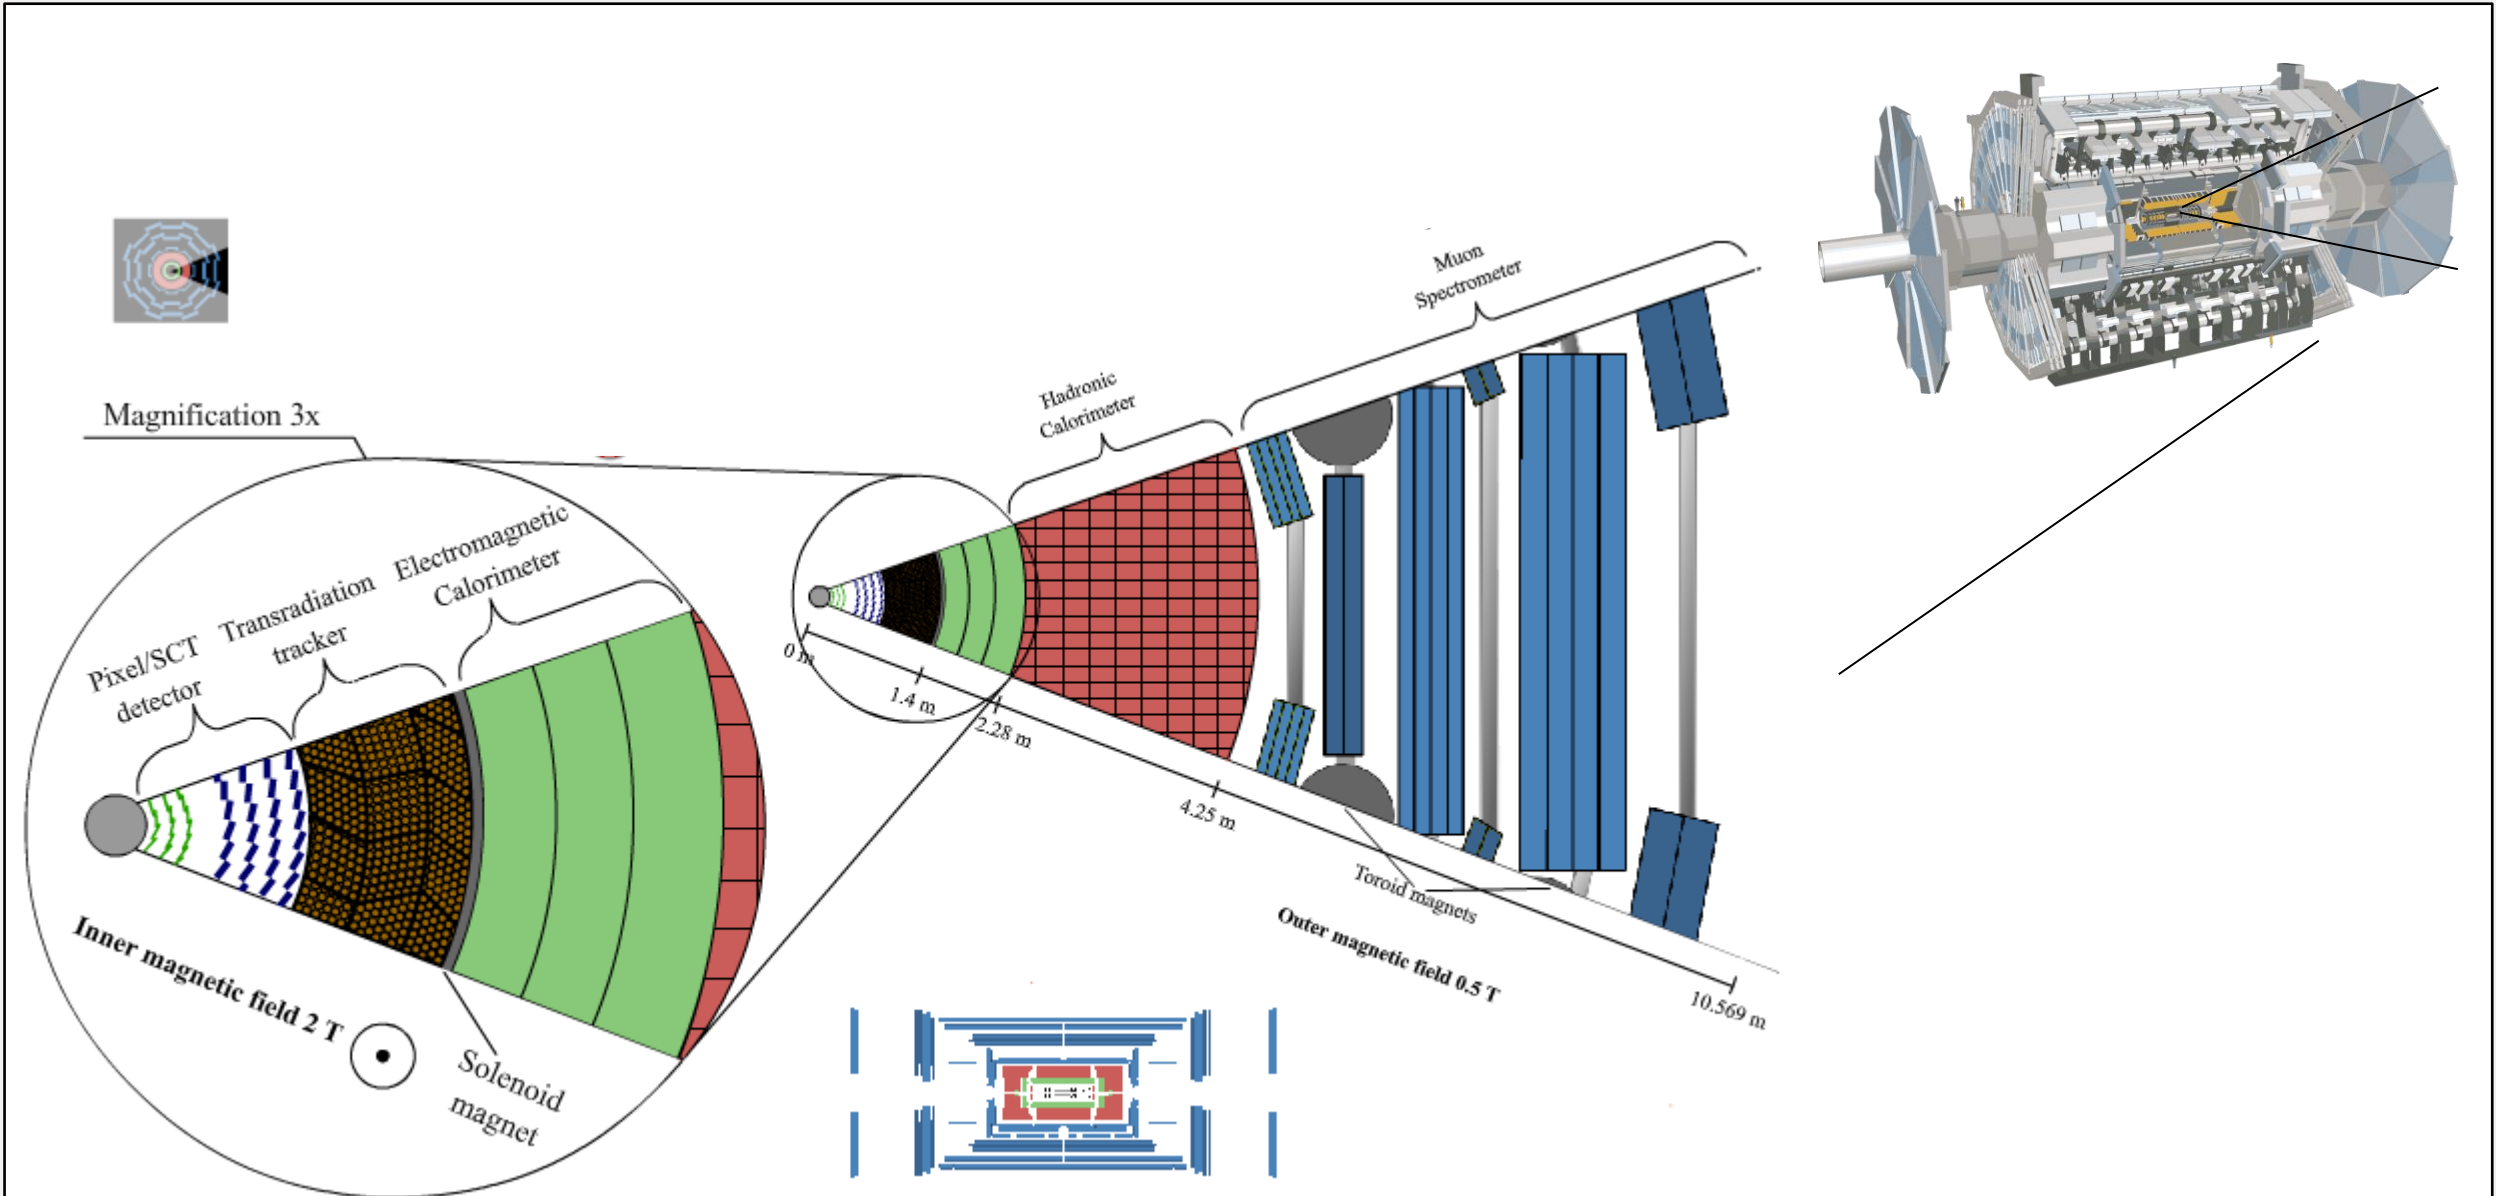 Muon
Spectrometer
Hadronic
Calorimeter
Magnification 3x
Electromagnetic
Calorimeter
Transradiation
tracker
Pixel/SCT
detector
0 m
1.4 m
2.28 m
4.25 m
10.569 m
Toroid magnets
Outer magnetic field 0.5 T
Inner magnetic field 2 T
Solenoid
magnet